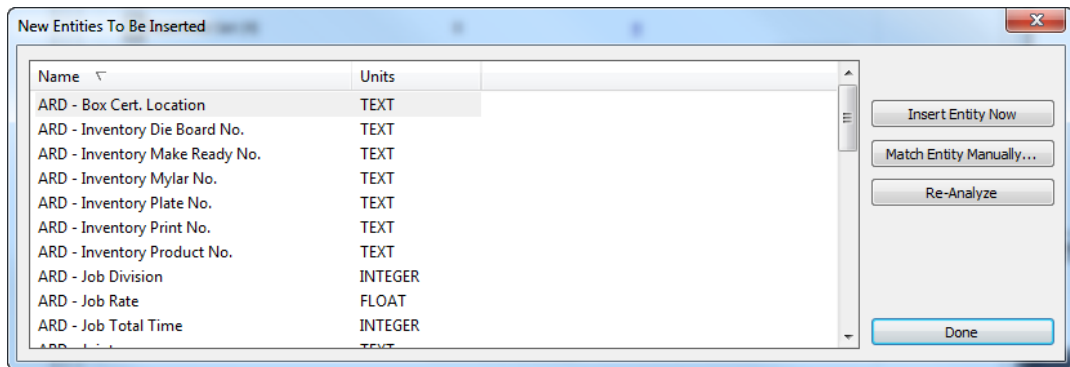 New Entities To Be Inserted
Name Units
ARD - Box Cert. Location TEXT
ARD - Inventory Die Board No. TEXT
ARD - Inventory Make Ready No. TEXT
ARD - Inventory Mylar No. TEXT
ARD - Inventory Plate No. TEXT
ARD - Inventory Print No. TEXT
ARD - Inventory Product No. TEXT
ARD - Job Division INTEGER
ARD - Job Rate FLOAT
ARD - Job Total Time INTEGER
Insert Entity Now
Match Entity Manually...
Re-Analyze
Done